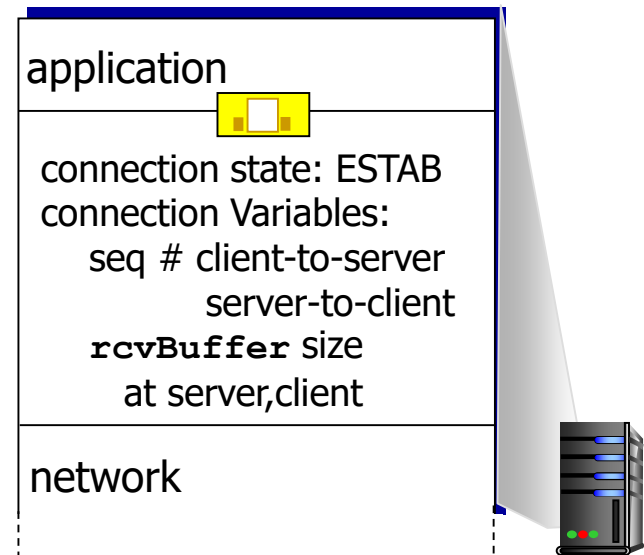 application
connection state: ESTAB
connection Variables:
seq # client-to-server
server-to-client
rcvBuffer size
at server,client
network